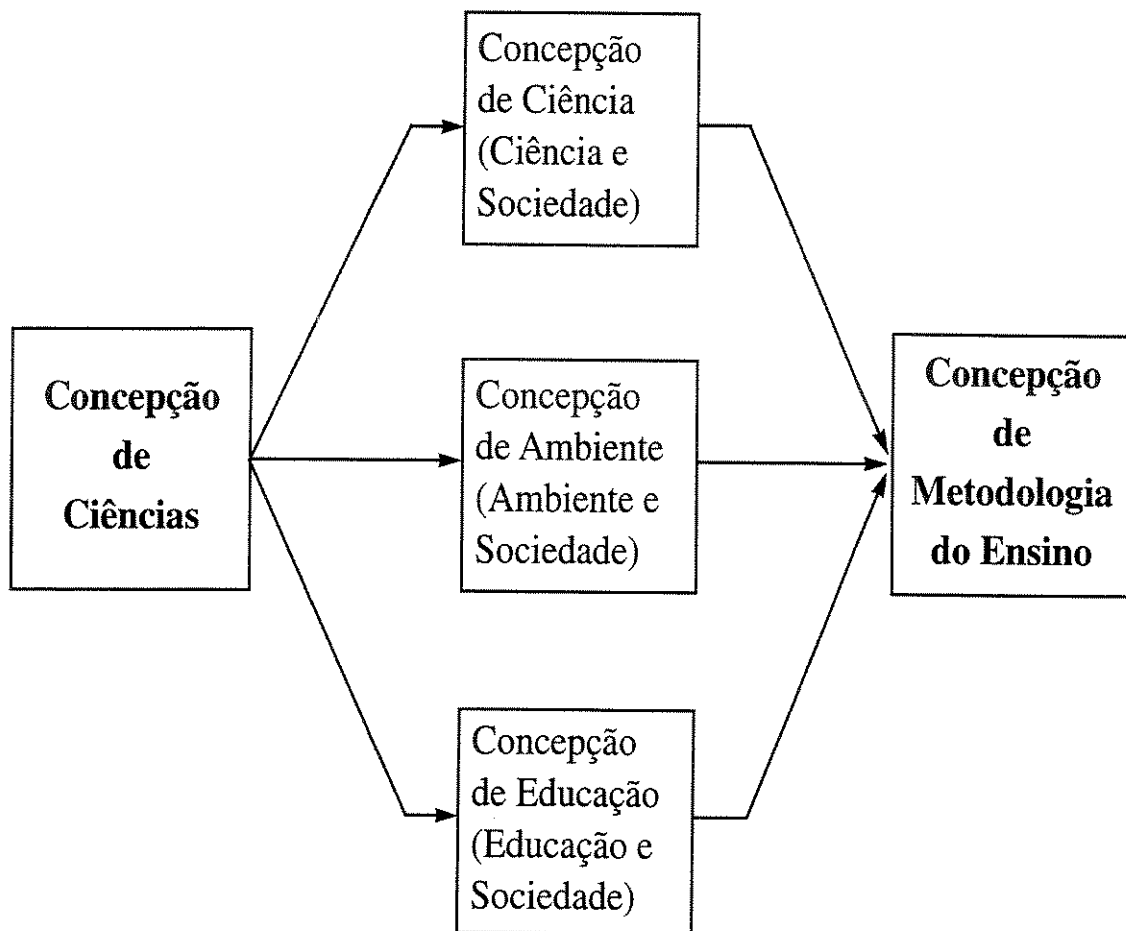 Concepção
de Ciência
(Ciência e
Sociedade)
Concepção
de
Ciências
Concepção
de Ambiente
(Ambiente e
Sociedade)
Concepção
de
Metodologia
do Ensino
Concepção
de Educação
(Educação e
Sociedade)